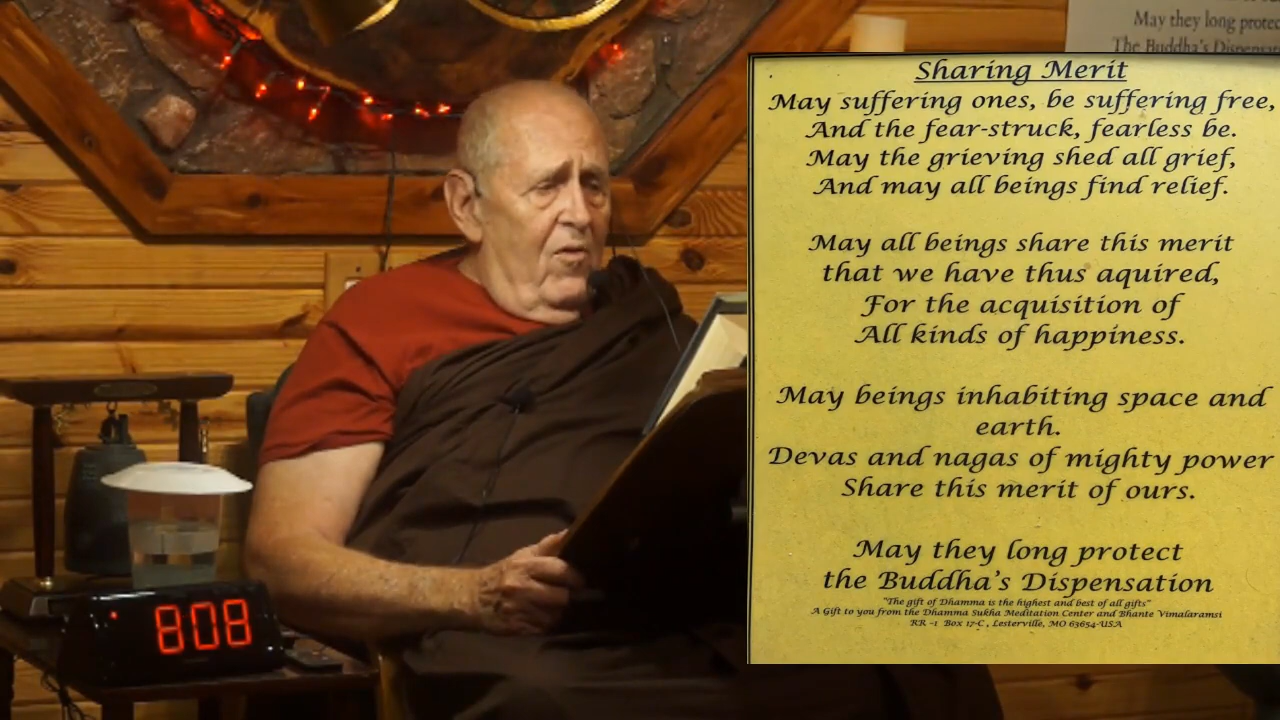 May they long protec
The Buddha's Dispensat
Sharing Merit
May suffering ones, be suffering free,
And the fear-struck, fearless be.
May the grieving shed all grief,
And may all beings find relief.
May all beings share this merit
that we have thus aquired,
For the acquisition of
All kinds of happiness.
May beings inhabiting space and
earth.
Devas and nagas of mighty power
Share this merit of ours.
May they long protect
the Buddha's Dispensation
"The gift of Dhamma is the highest and best of all gifts"
A Gift to you from the Dhamma Sukha Meditation Center and Bhante Vimalaramsi
RR -1 Box 17-C , Lesterville, MO 63654-USA
808